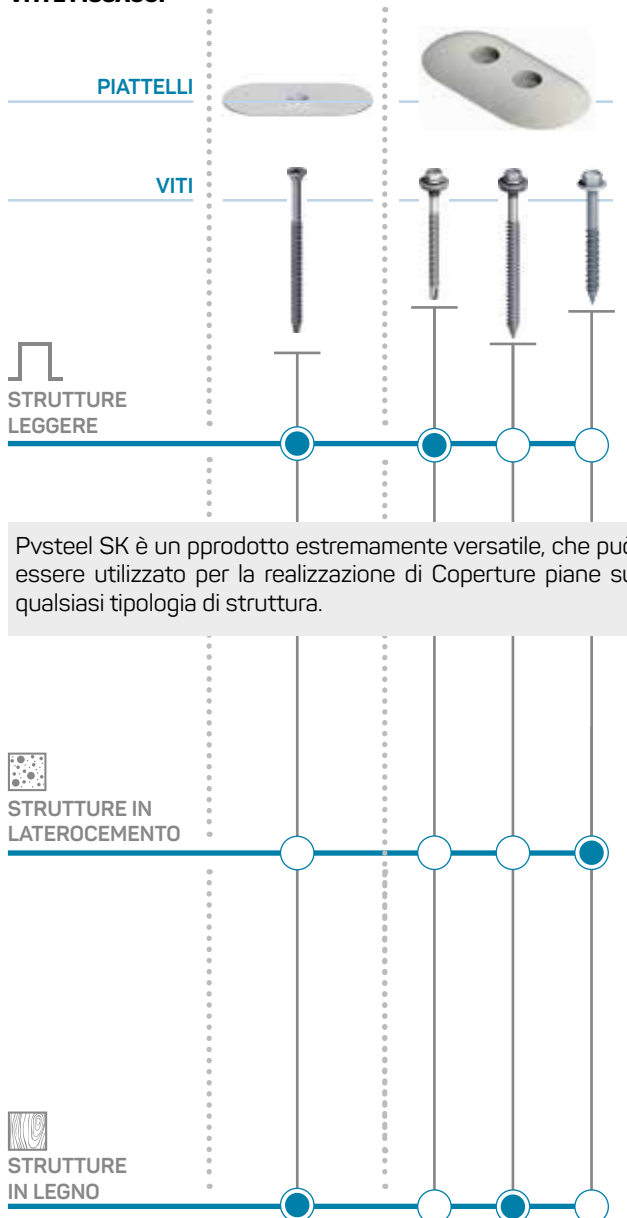 PIATTELLI
VITI
STRUTTURE
LEGGERE
Pvsteel SK è un pprodotto estremamente versatile, che può
essere utilizzato per la realizzazione di Coperture piane su
qualsiasi tipologia di struttura.
STRUTTURE IN
LATEROCEMENTO
STRUTTURE
IN LEGNO